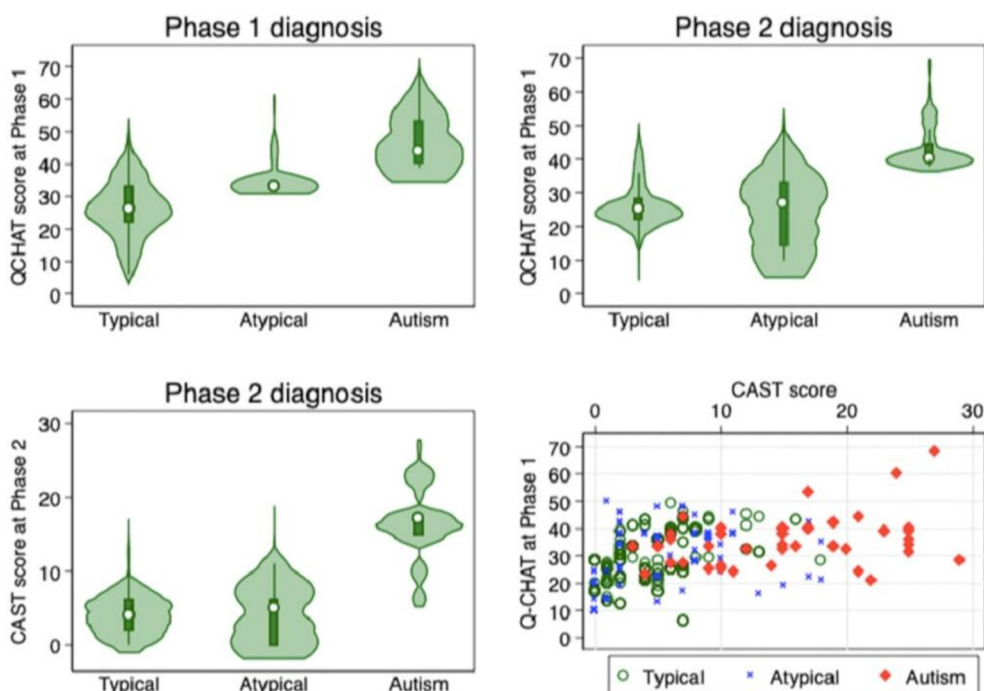 Phase 1 diagnosis
QCHAT score at Phase 1
70
60
50
40
30
20
10
0
Typical Atypical Autism
Phase 2 diagnosis
QCHAT score at Phase 1
70
60
50
40
30
20
10
0
Typical Atypical Autism
Phase 2 diagnosis
CAST score at Phase 2
30
20
10
0
Typical Atypical Autism
CAST score
0 10 20 30
Q-CHAT at Phase 1
70
60
50
40
30
20
10
0
Typical Atypical Autism